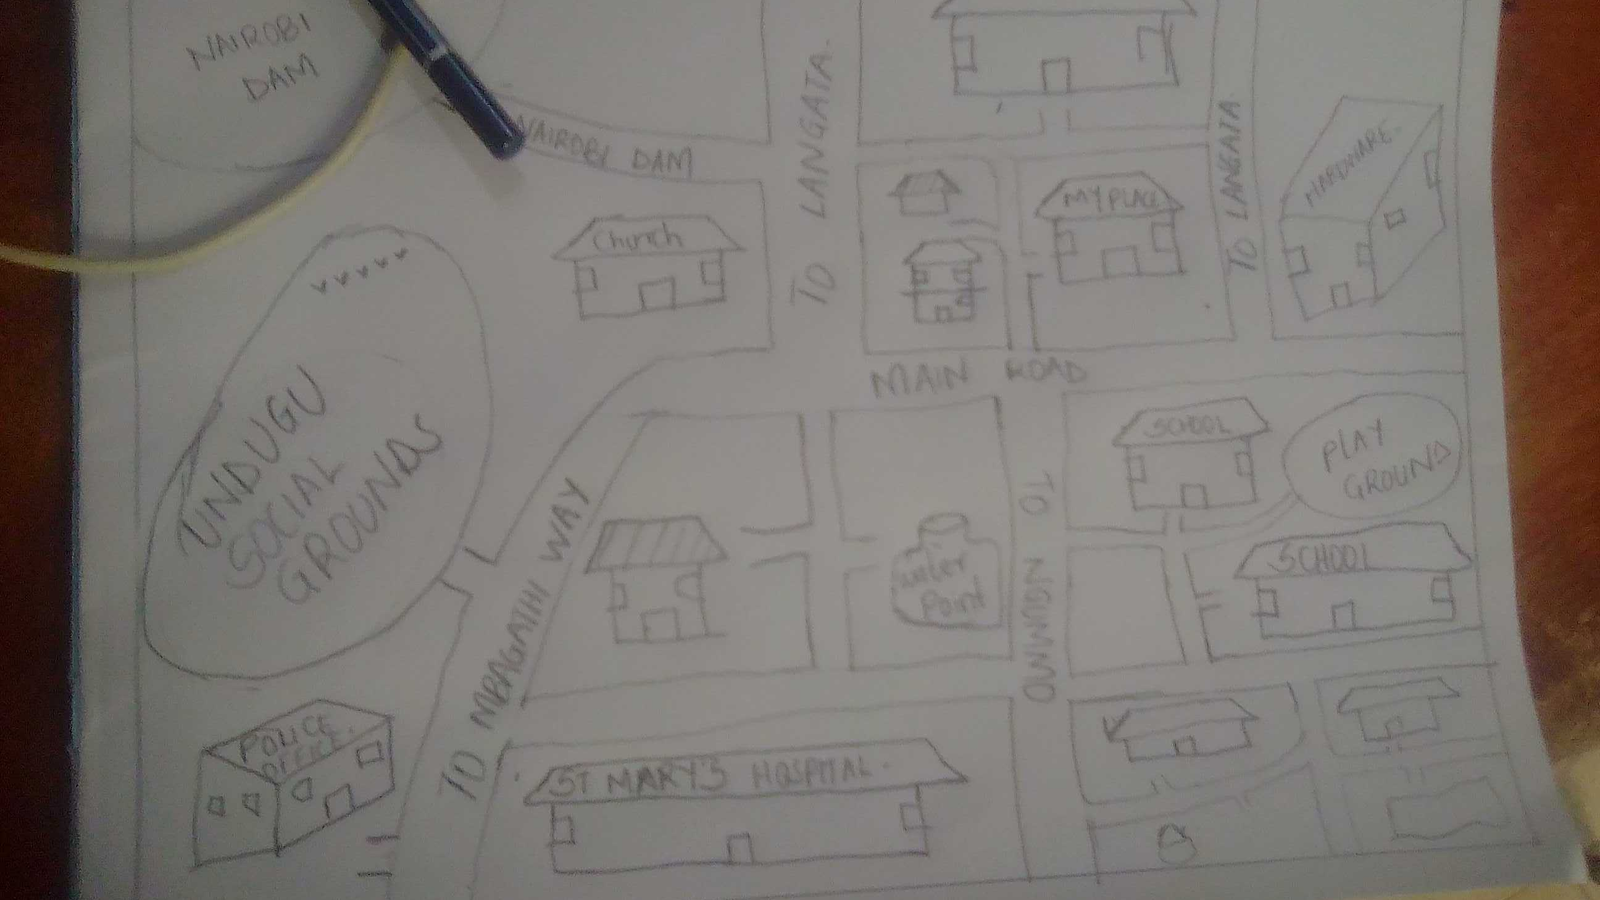 NAIROBI
DAM
NAIROBI DAM
TO LANGATA.
TO LANGATA.
HARDWARE.
MY PLACE
Church
MAIN ROAD
UNDUGU
SOCIAL
GROUNDS
SCHOOL
PLAY
GROUND
TO MBAGATHI WAY
water
Point
TO NGUMO
SCHOOL
POLICE
OFFICE.
ST MARY'S HOSPITAL.